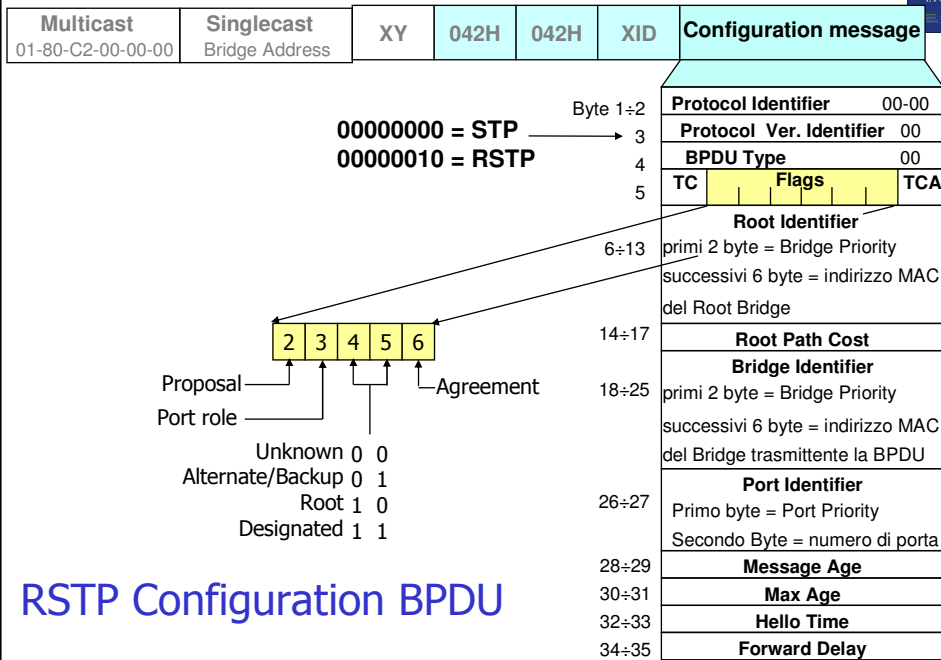 Multicast Singlecast XY 042H 042H XID Configuration message
01-80-C2-00-00-00 Bridge Address
Byte 1÷2 Protocol Identifier 00-00
00000000 = STP 3 Protocol Ver. Identifier 00
00000010 = RSTP 4 BPDU Type 00
5 TC Flags TCA
Root Identifier
6÷13 primi 2 byte = Bridge Priority
successivi 6 byte = indirizzo MAC
del Root Bridge
14÷17 Root Path Cost
2 3 4 5 6
Bridge Identifier
Proposal Agreement 18÷25 primi 2 byte = Bridge Priority
Port role
successivi 6 byte = indirizzo MAC
del Bridge trasmittente la BPDU
Unknown 0 0
Alternate/Backup 0 1
Root 1 0
Designated 1 1
Port Identifier
26÷27 Primo byte = Port Priority
Secondo Byte = numero di porta
28÷29 Message Age
30÷31 Max Age
32÷33 Hello Time
34÷35 Forward Delay
RSTP Configuration BPDU